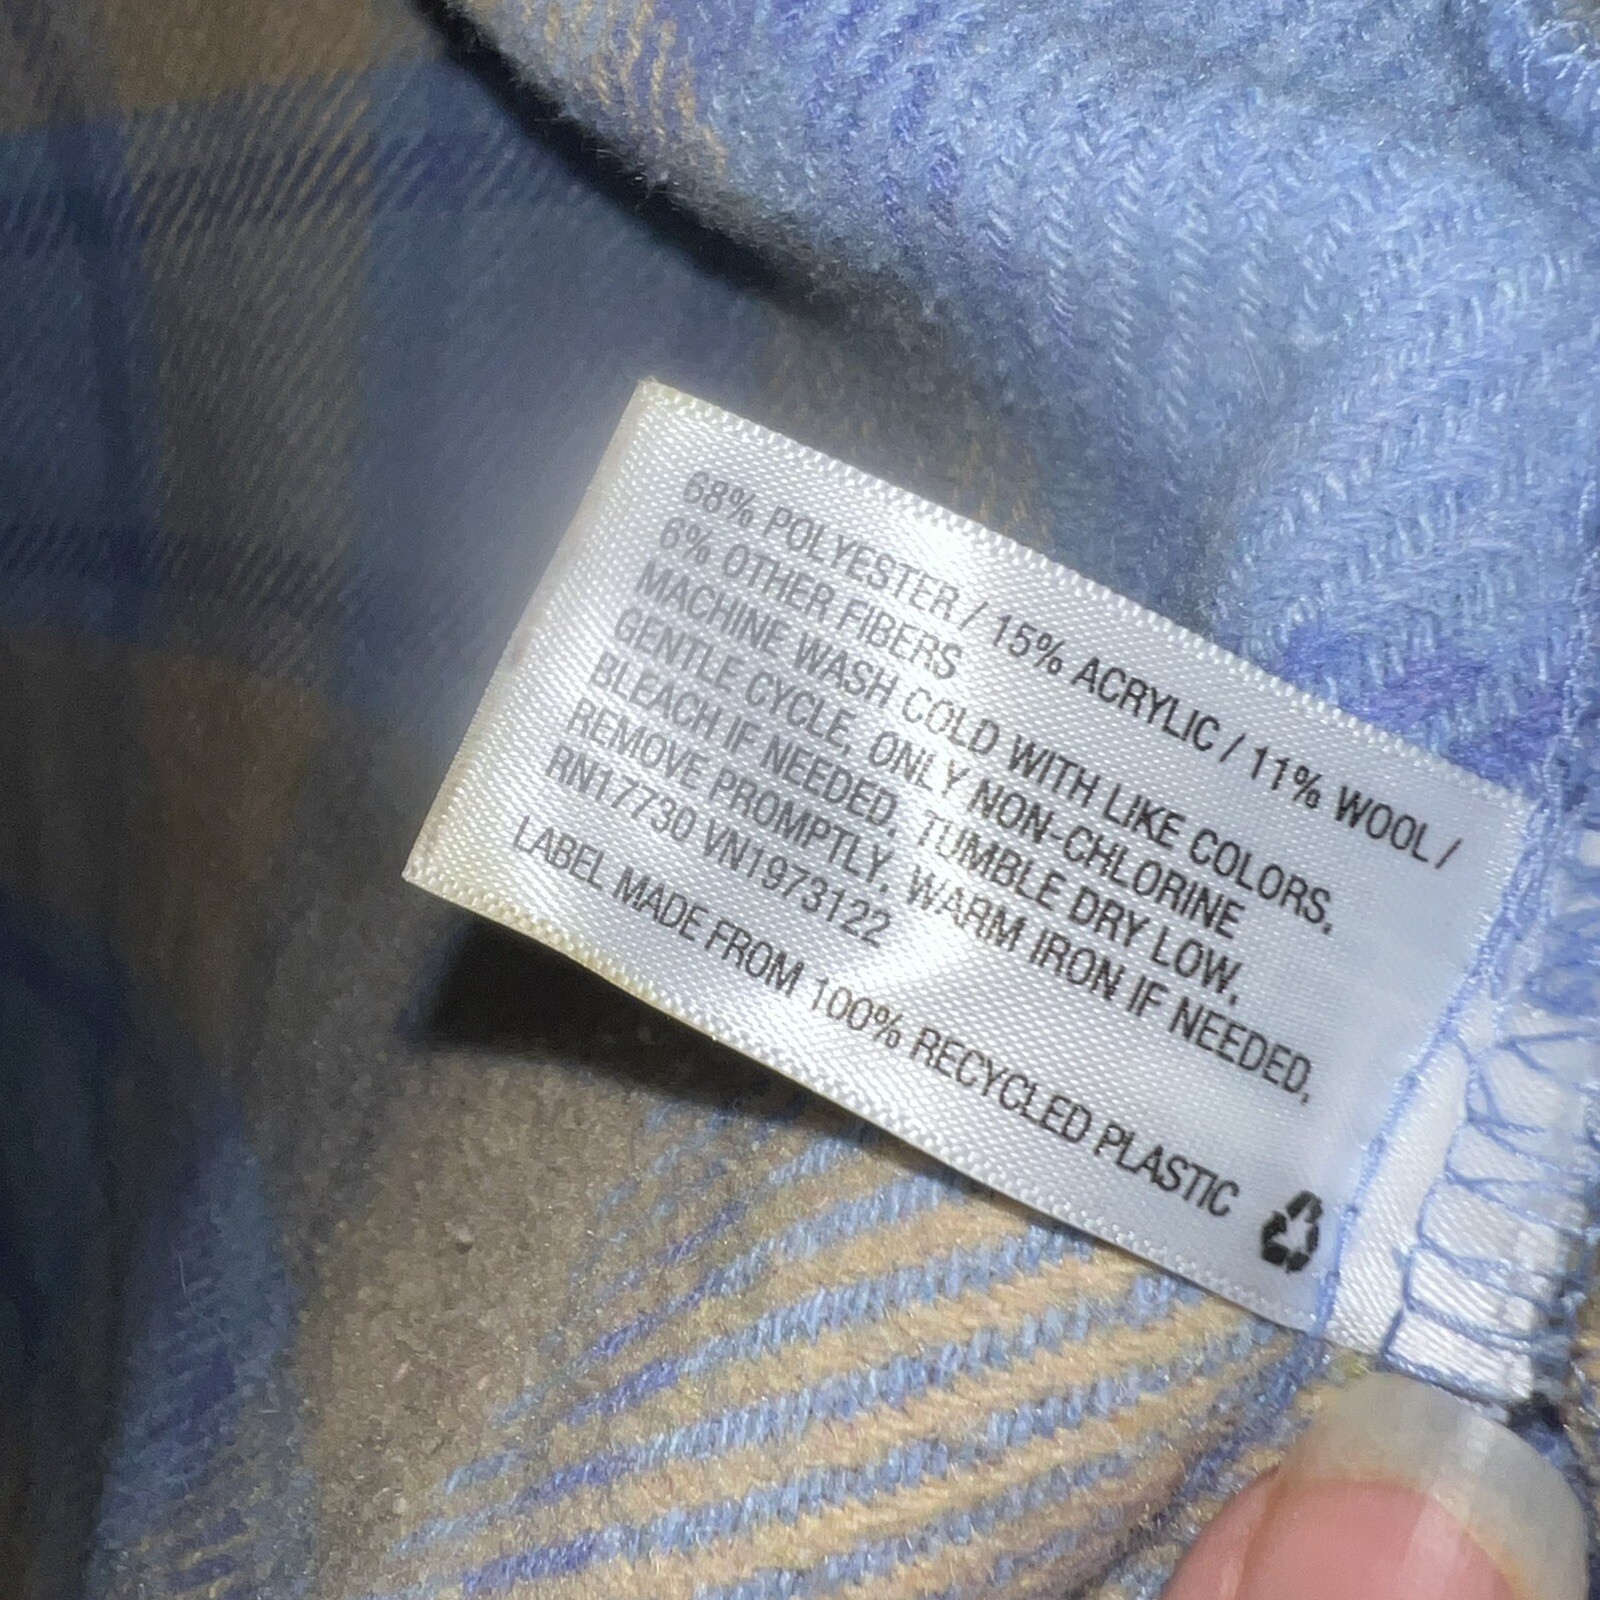 68% POLYESTER / 15% ACRYLIC / 11% WOOL /
6% OTHER FIBERS
MACHINE WASH COLD WITH LIKE COLORS,
GENTLE CYCLE, ONLY NON-CHLORINE
BLEACH IF NEEDED, TUMBLE DRY LOW,
REMOVE PROMPTLY, WARM IRON IF NEEDED,
RN17730 VN1973122
LABEL MADE FROM 100% RECYCLED PLASTIC